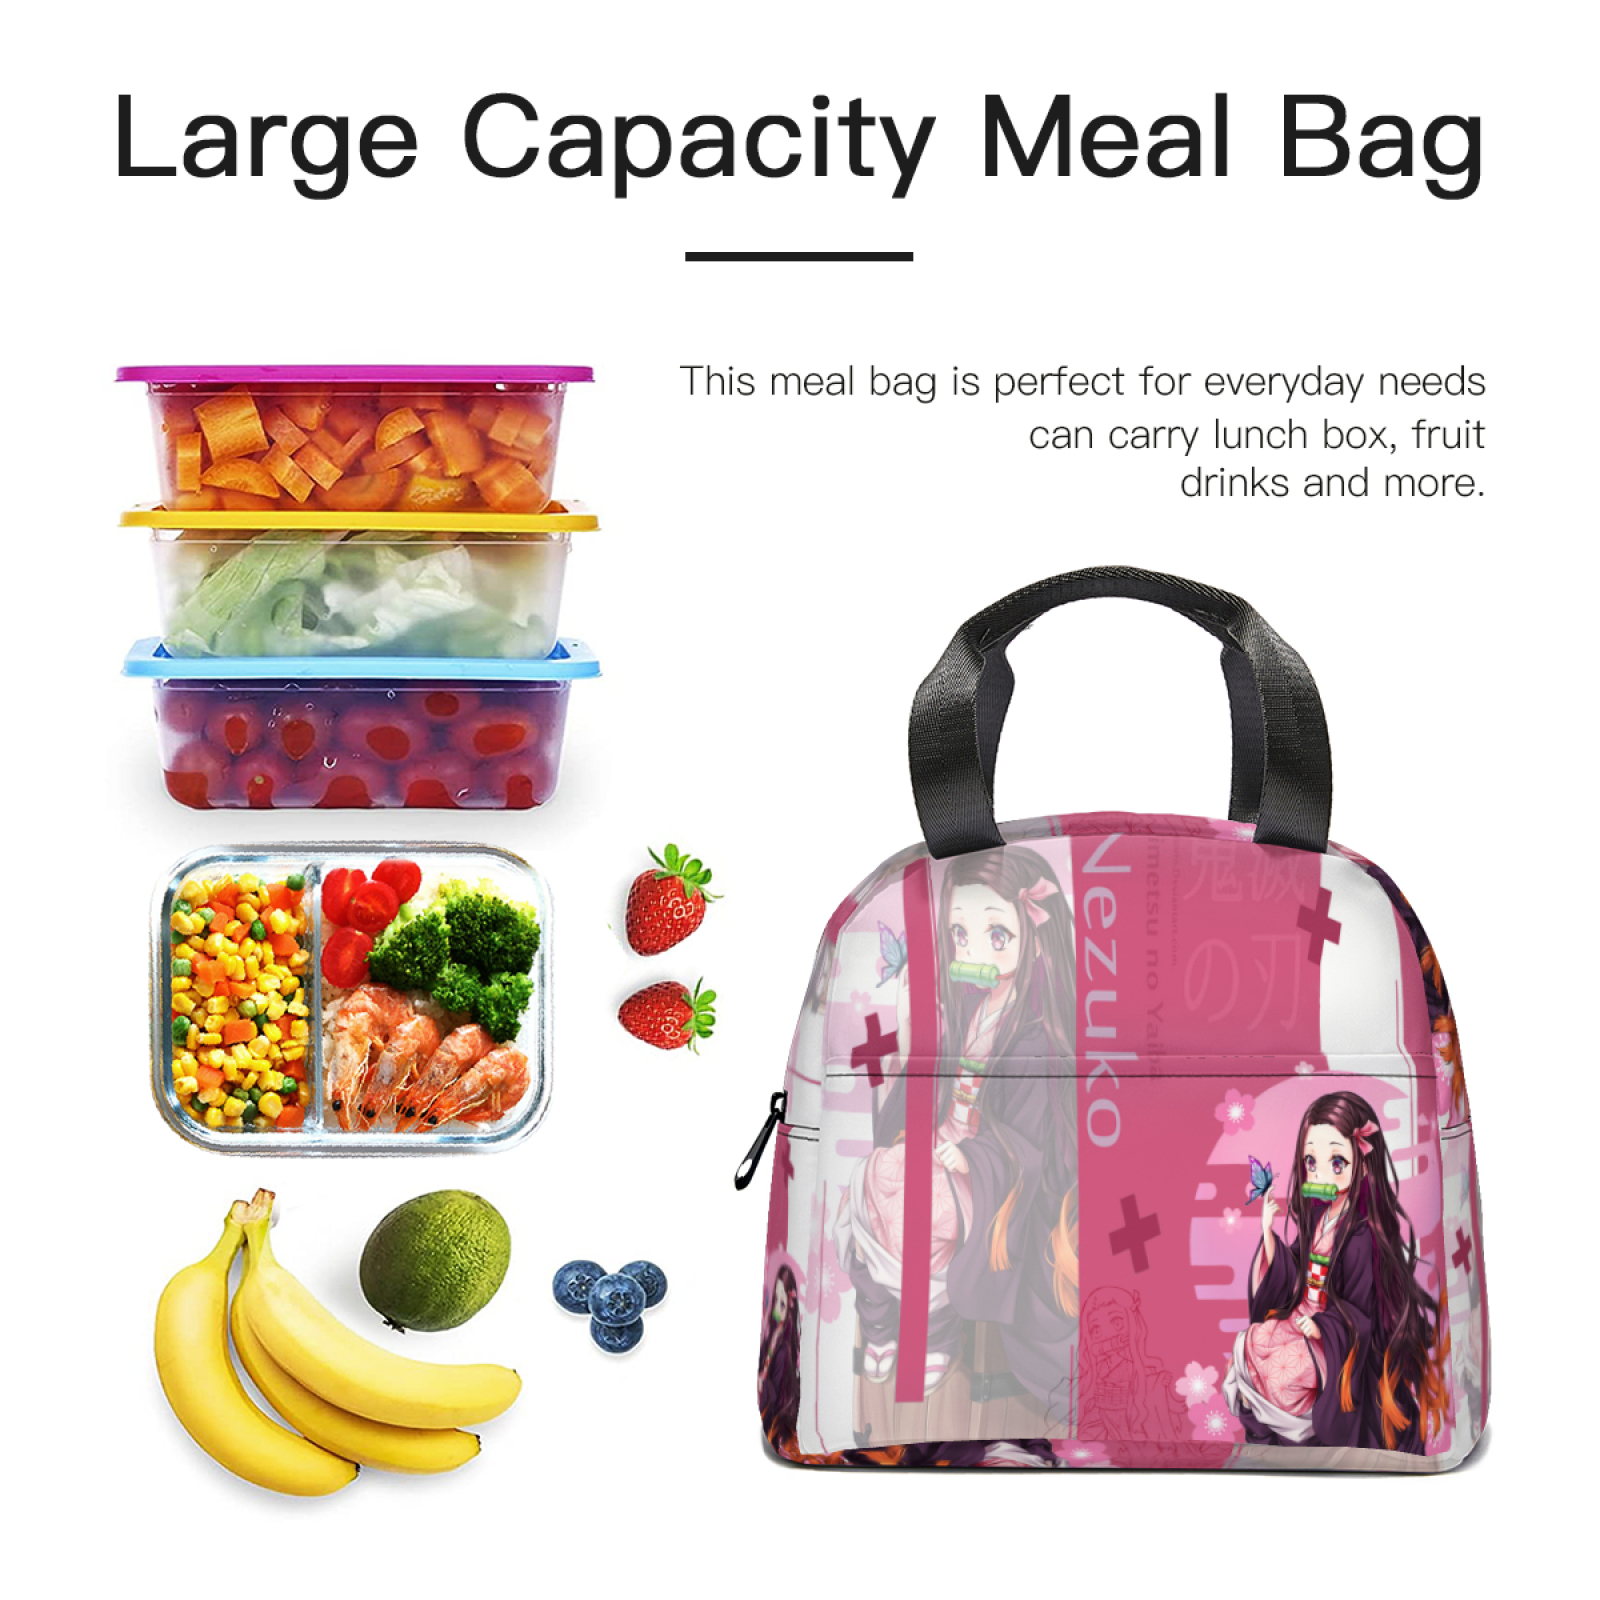 Large Capacity Meal Bag
This meal bag is perfect for everyday needs
can carry lunch box, fruit
drinks and more.
Nezuko
鬼滅
の刃